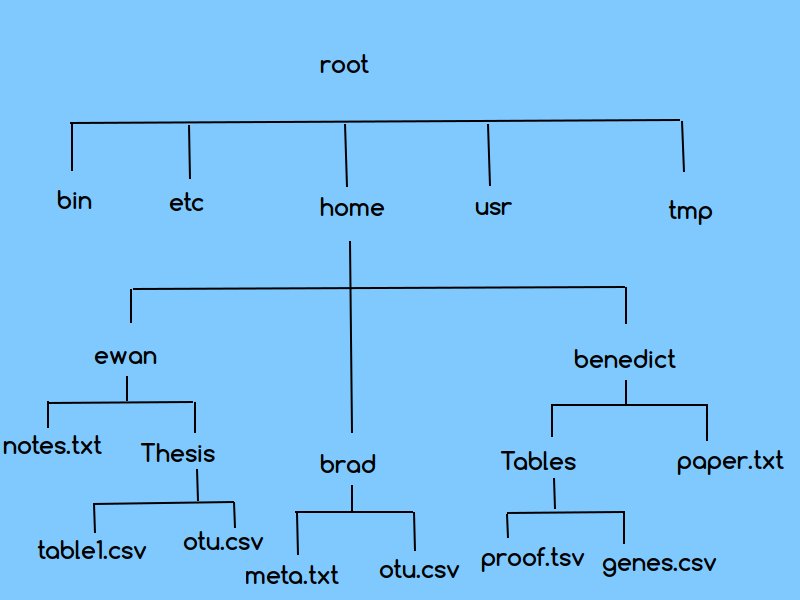 root
bin etc home usr tmp
ewan benedict
notes.txt Thesis brad Tables paper.txt
table1.csv otu.csv meta.txt otu.csv proof.tsv genes.csv